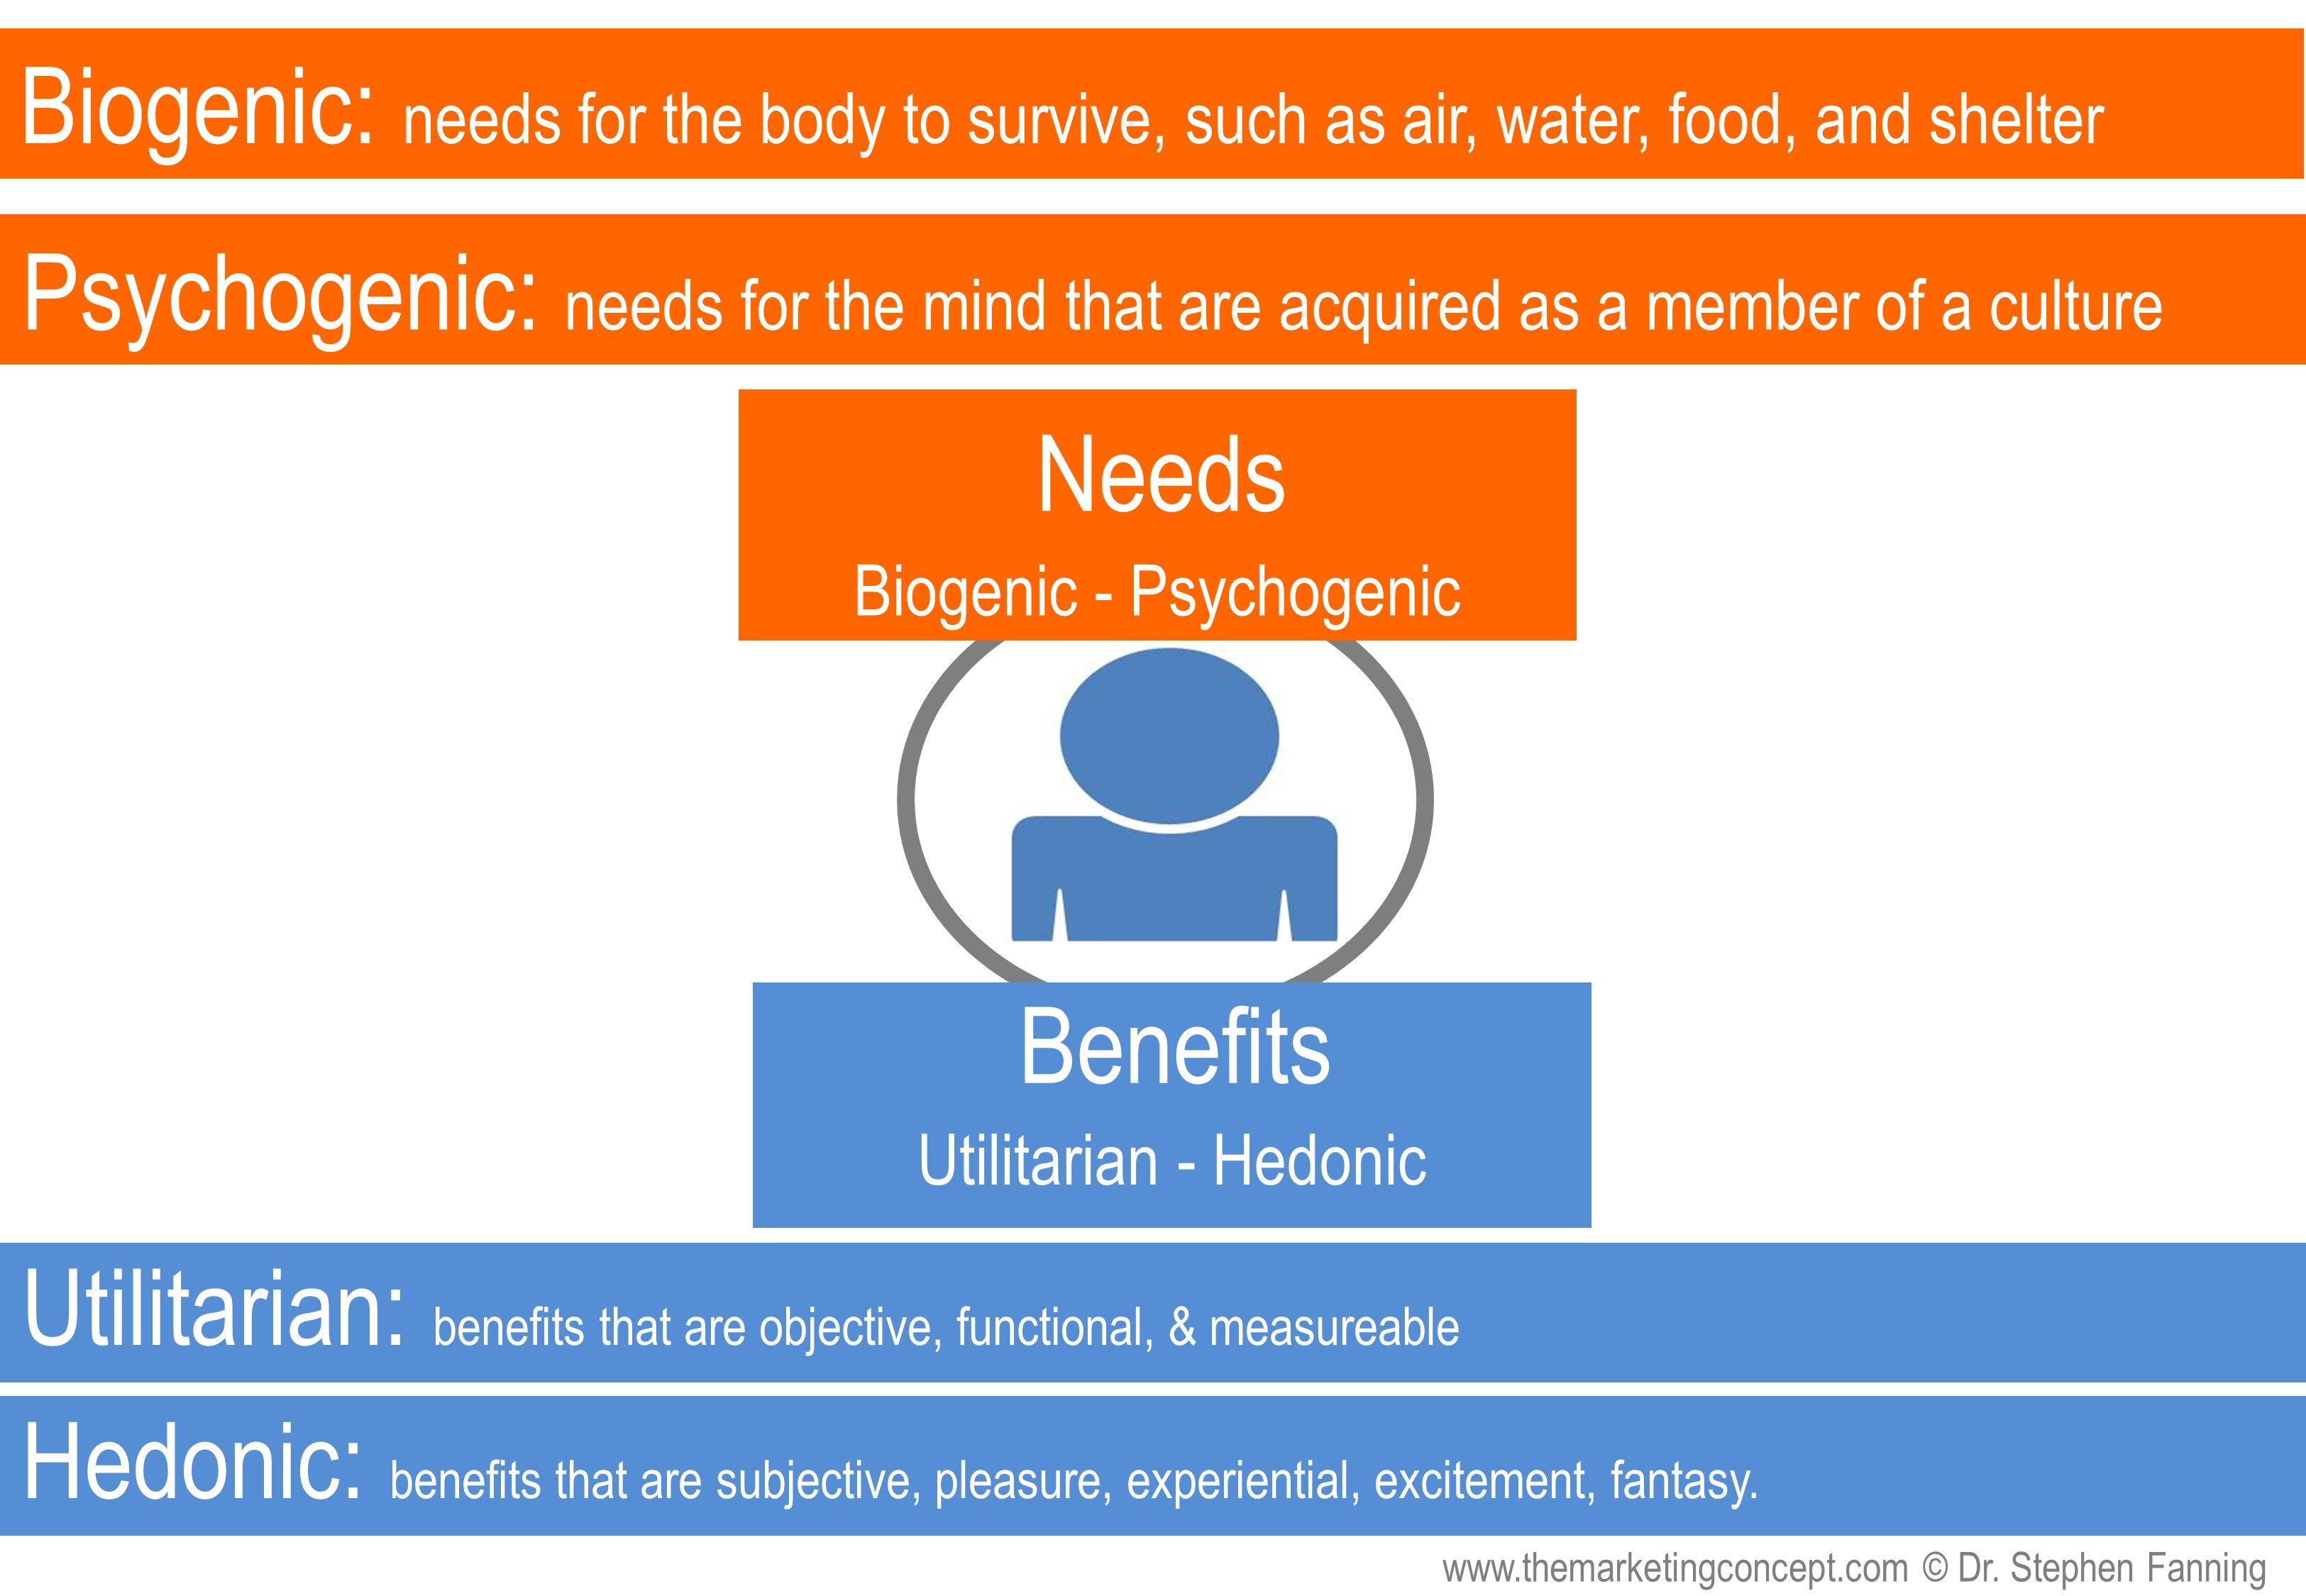 Biogenic: needs for the body to survive, such as air, water, food, and shelter
Psychogenic: needs for the mind that are acquired as a member of a culture
Needs
Biogenic - Psychogenic
Benefits
Utilitarian - Hedonic
Utilitarian: benefits that are objective, functional, & measureable
Hedonic: benefits that are subjective, pleasure, experiential, excitement, fantasy.
www.themarketingconcept.com © Dr. Stephen Fanning